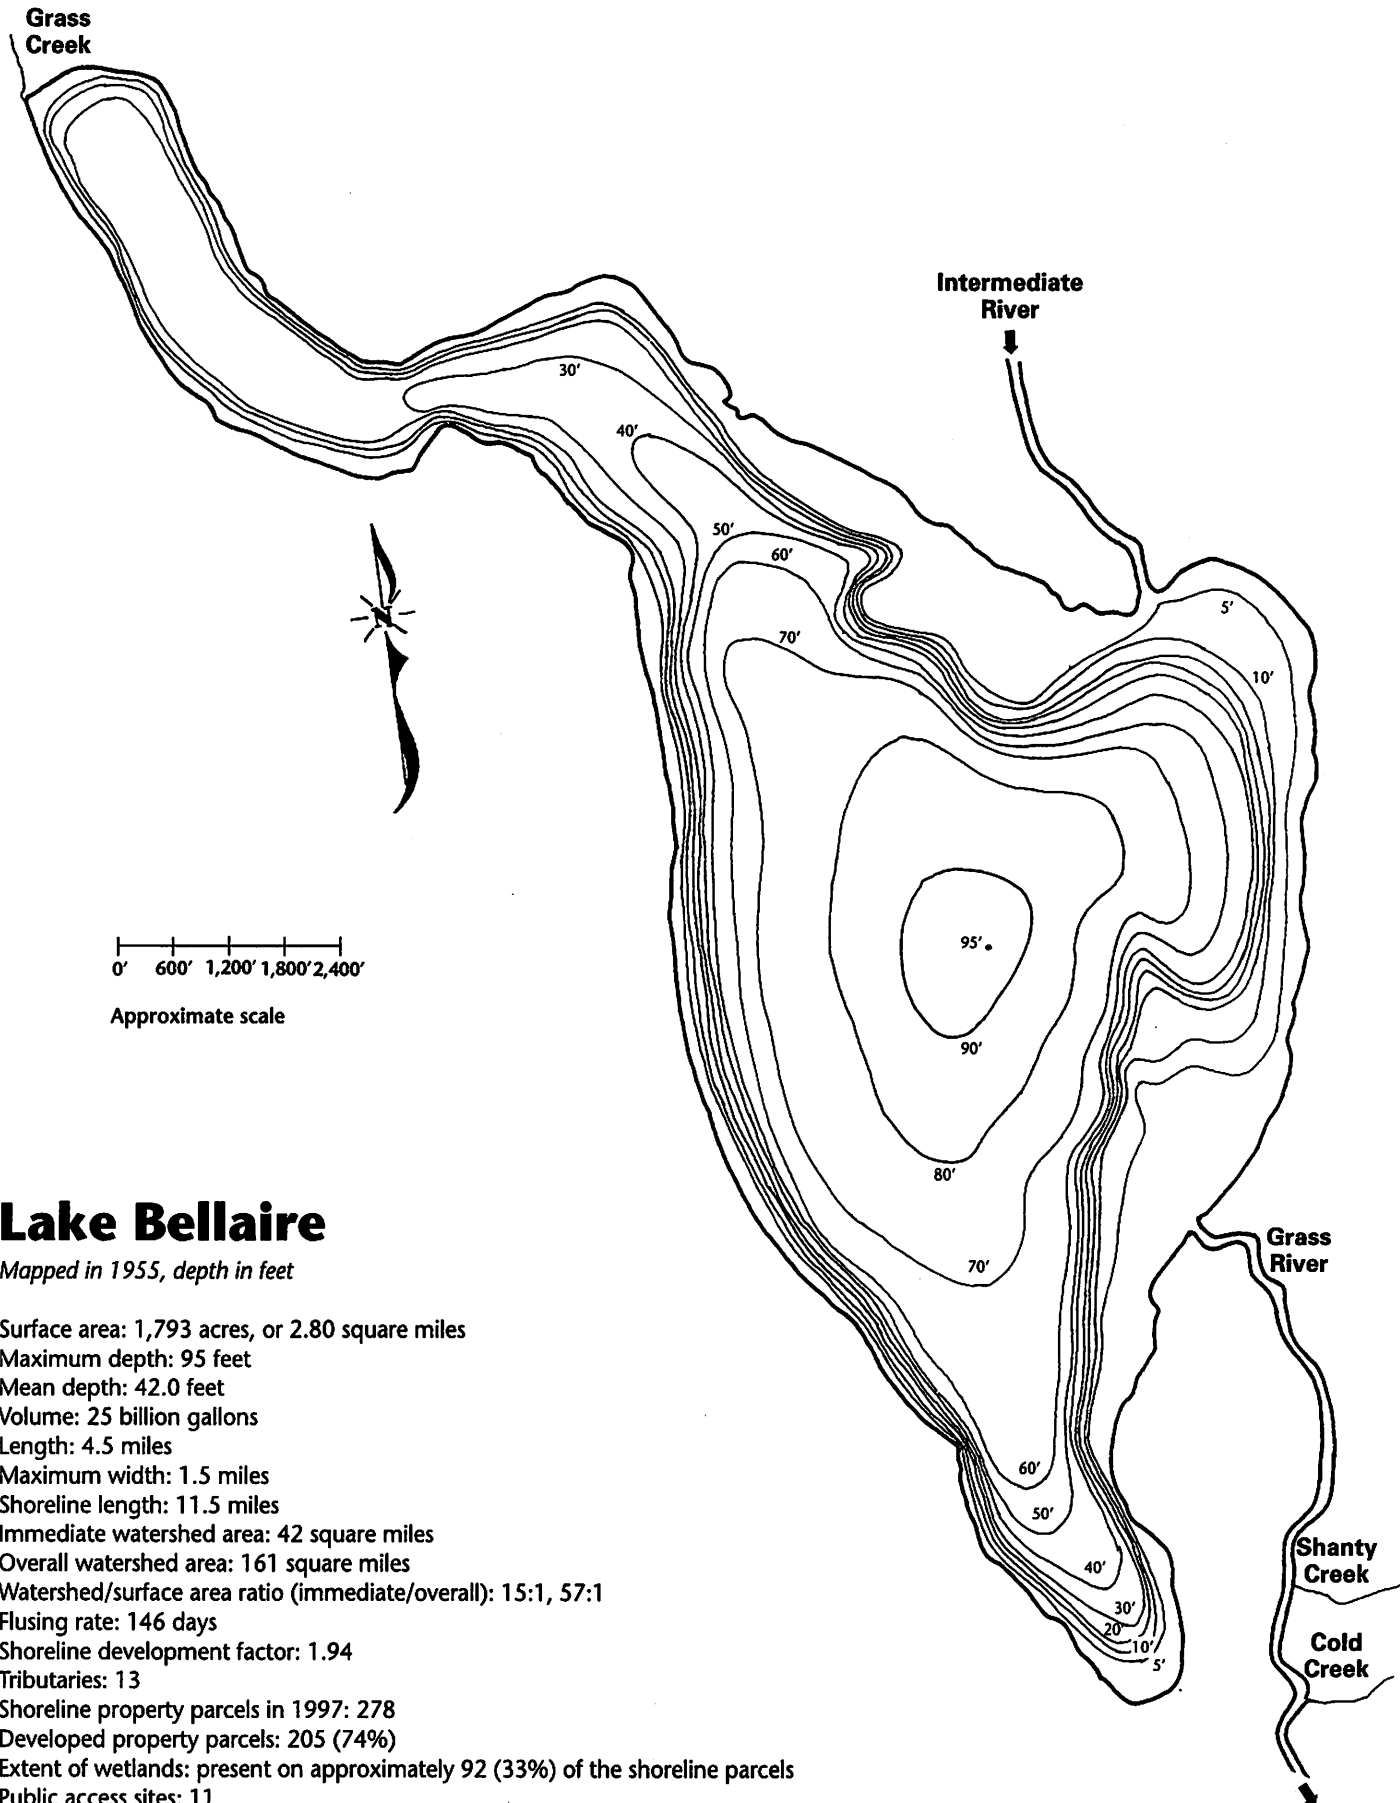 Grass
Creek
Intermediate
River
30'
40'
50'
60'
5'
70'
10'
N
95'
0' 600' 1,200' 1,800' 2,400'
Approximate scale
90'
80'
Lake Bellaire
Mapped in 1955, depth in feet
Grass
River
70'
Surface area: 1,793 acres, or 2.80 square miles
Maximum depth: 95 feet
Mean depth: 42.0 feet
Volume: 25 billion gallons
Length: 4.5 miles
Maximum width: 1.5 miles
Shoreline length: 11.5 miles
Immediate watershed area: 42 square miles
Overall watershed area: 161 square miles
Watershed/surface area ratio (immediate/overall): 15:1, 57:1
Flusing rate: 146 days
Shoreline development factor: 1.94
Tributaries: 13
Shoreline property parcels in 1997: 278
Developed property parcels: 205 (74%)
Extent of wetlands: present on approximately 92 (33%) of the shoreline parcels
Public access sites: 11
60'
50'
40'
30'
20'
10'
5'
Shanty
Creek
Cold
Creek